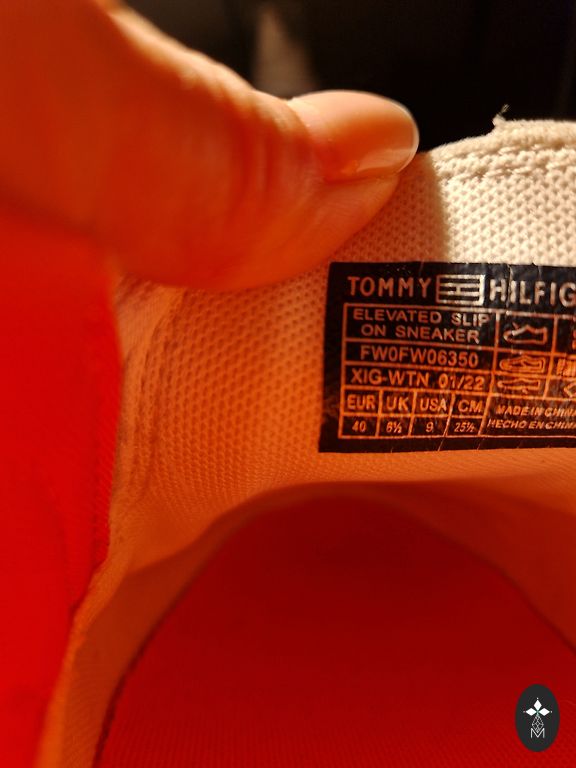 TOMMY HILFIG
ELEVATED SLIP
ON SNEAKER
FW0FW06350
XIG-WTN 01/22
EUR UK USA CM
40 6½ 9 25½
MADE IN CHINA
HECHO EN CHINA
M